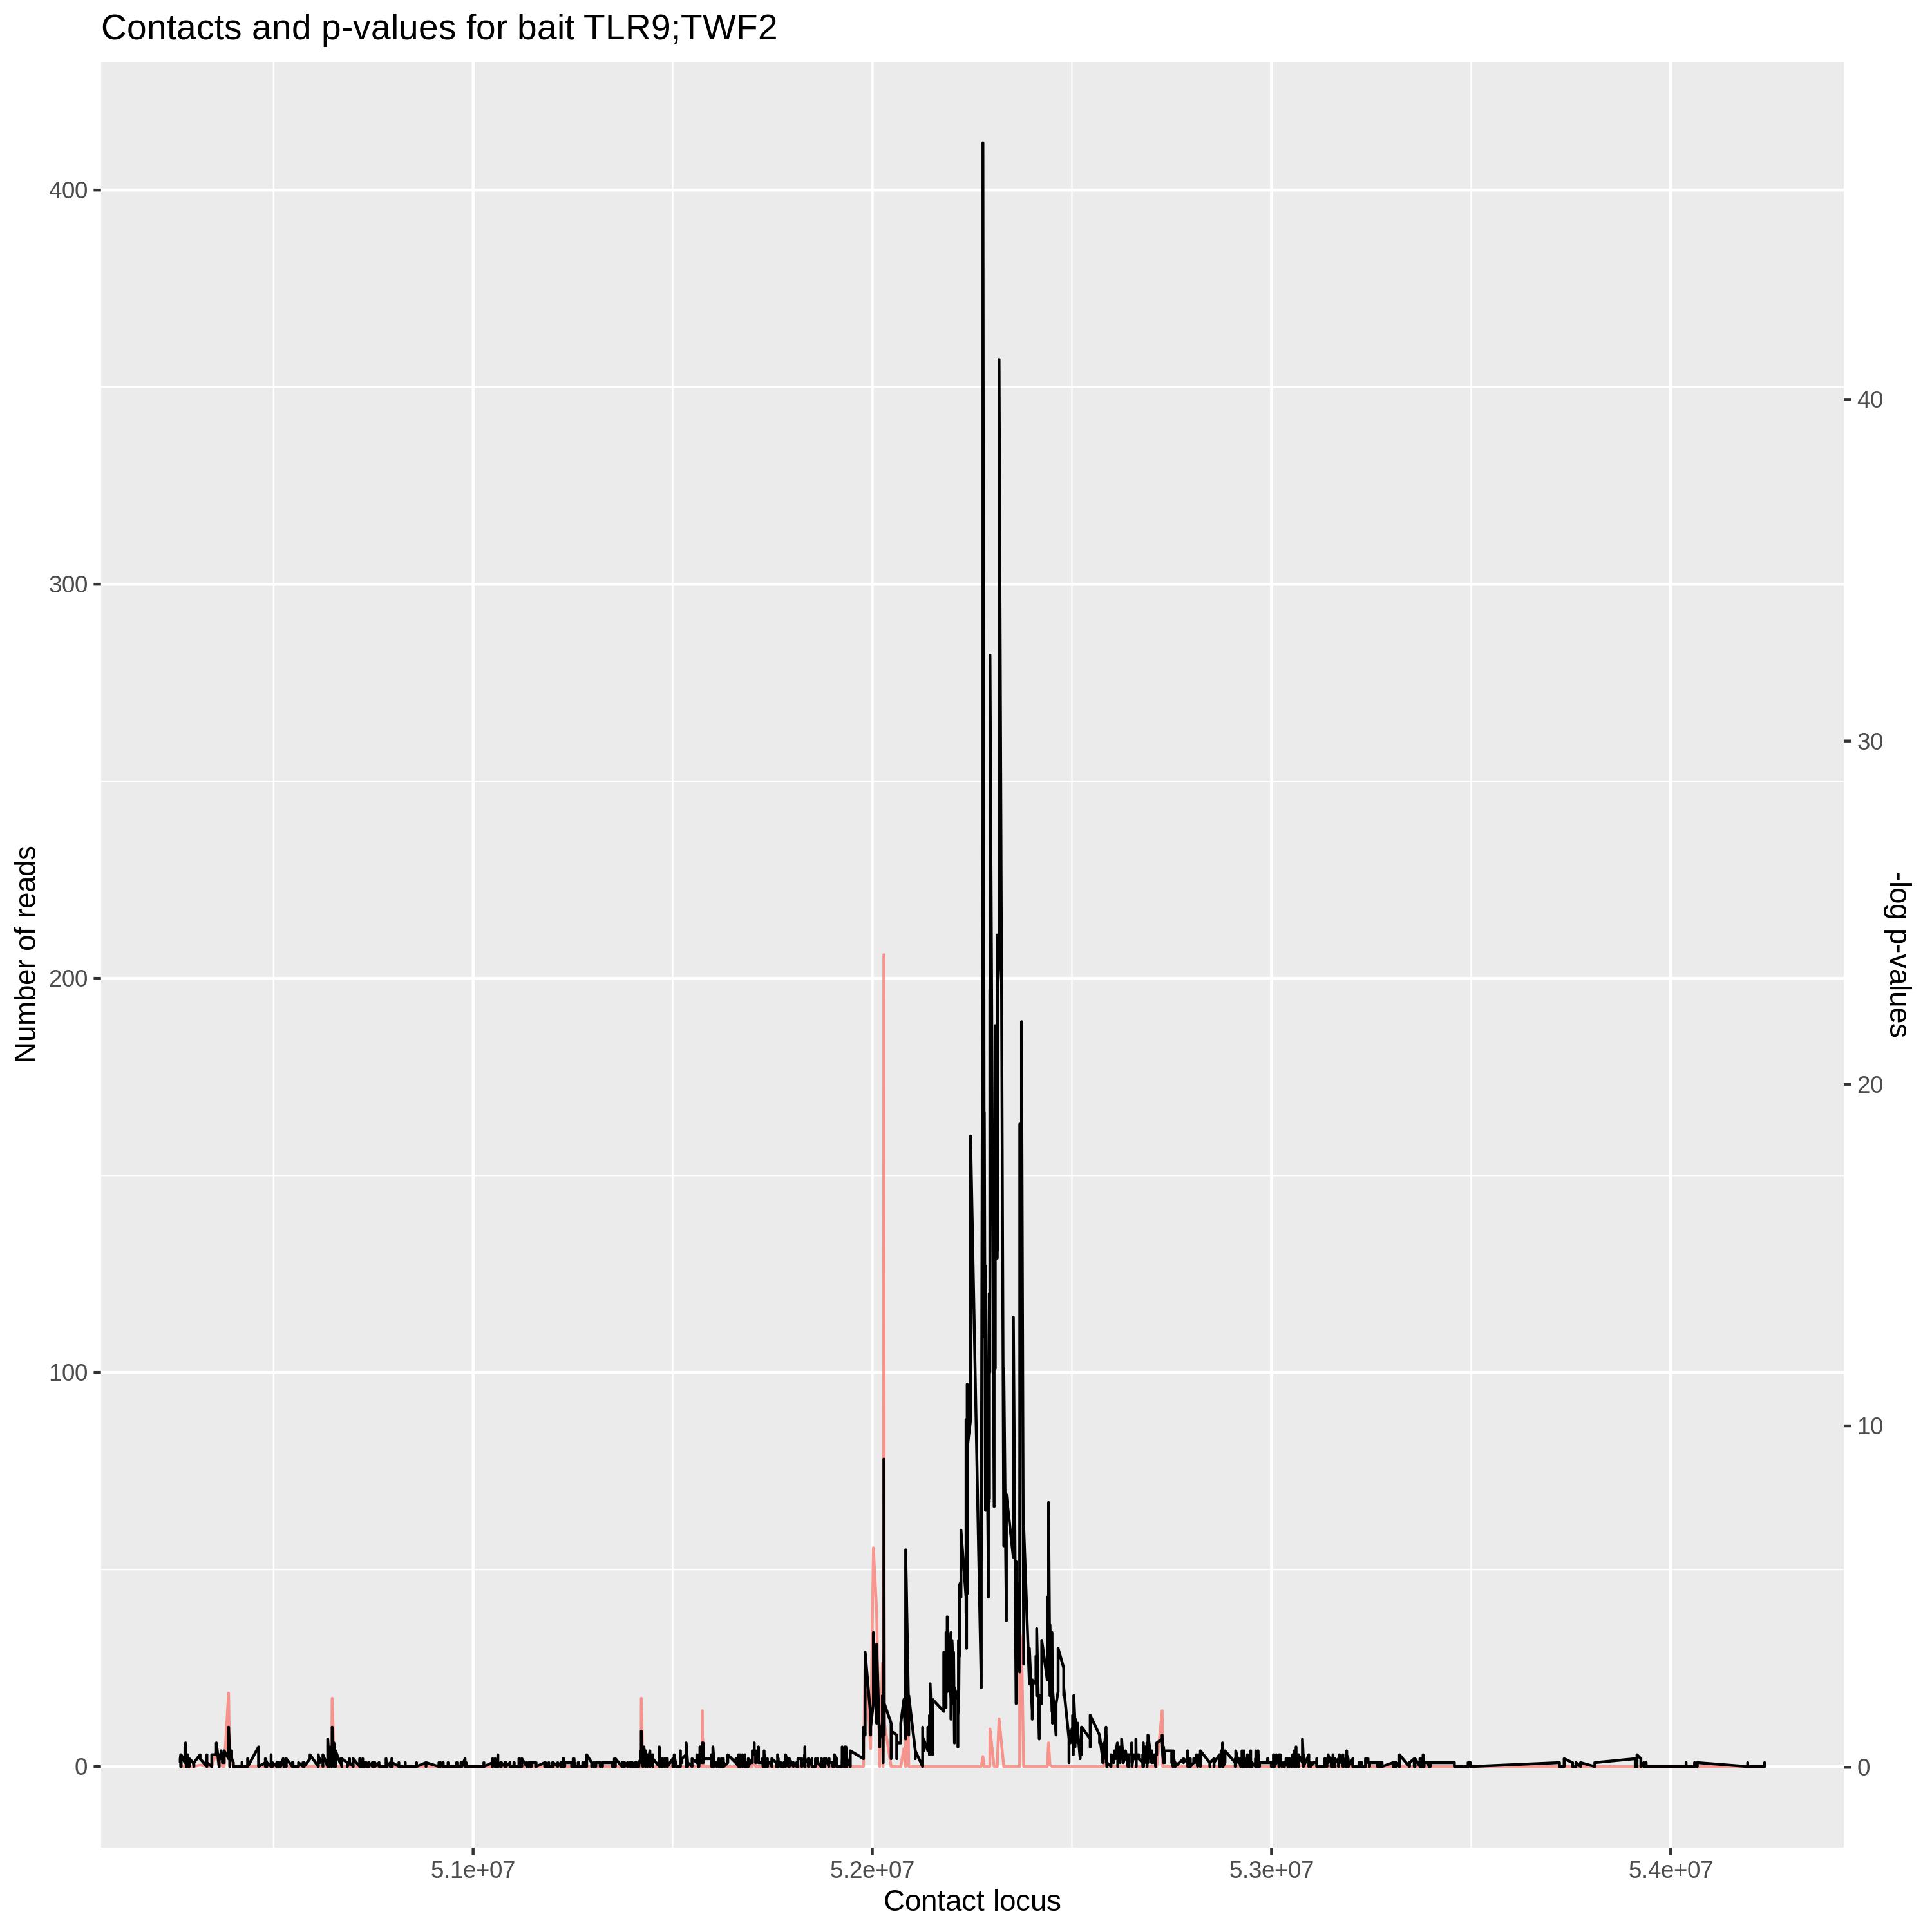 Contacts and p-values for bait TLR9;TWF2
400
300
200
100
0
Number of reads
40
30
20
10
0
-log p-values
5.1e+07
5.2e+07
5.3e+07
5.4e+07
Contact locus